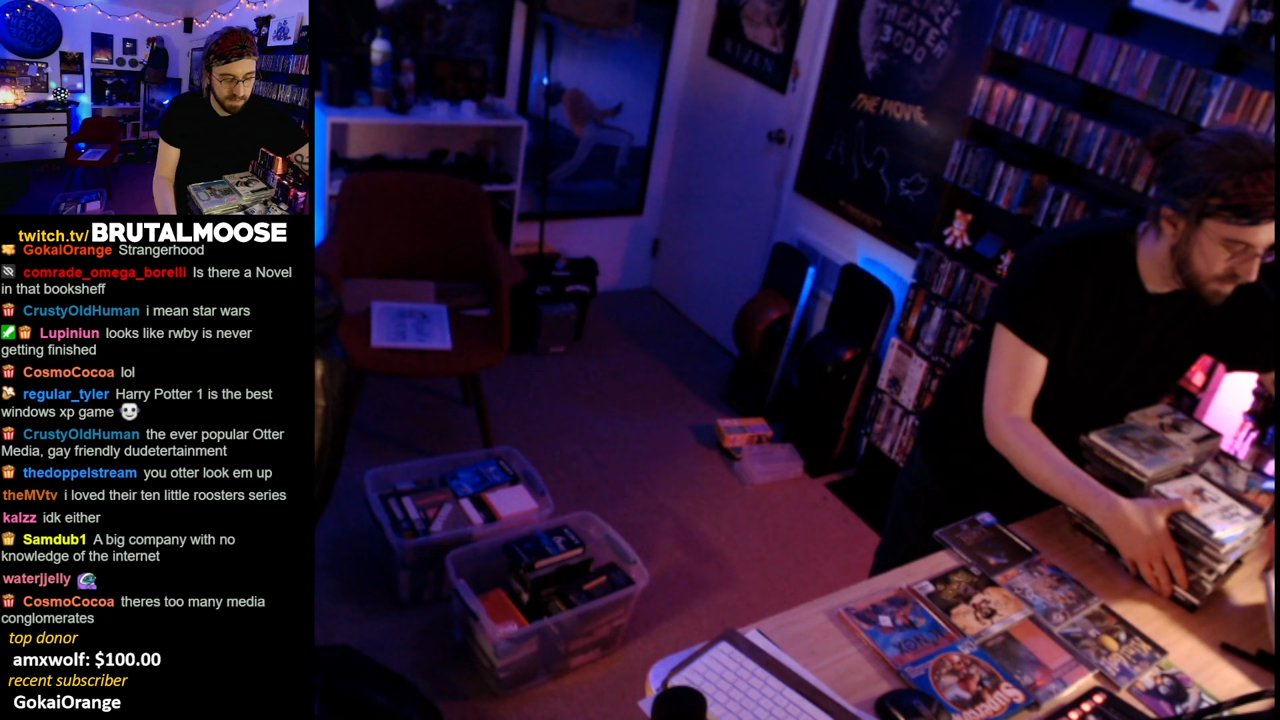 twitch.tv/BRUTALMOOSE
GokaiOrange Strangerhood
comrade_omega_borelli Is there a Novel
in that booksheff
CrustyOldHuman i mean star wars
Lupiniun looks like rwby is never
getting finished
CosmoCocoa lol
regular_tyler Harry Potter 1 is the best
windows xp game
CrustyOldHuman the ever popular Otter
Media, gay friendly dudetertainment
thedoppelstream you otter look em up
theMVtv i loved their ten little roosters series
kalzz idk either
Samdub1 A big company with no
knowledge of the internet
waterjjelly
CosmoCocoa theres too many media
conglomerates
top donor
amxwolf: $100.00
recent subscriber
GokaiOrange
THEATER
3000
THE MOVIE